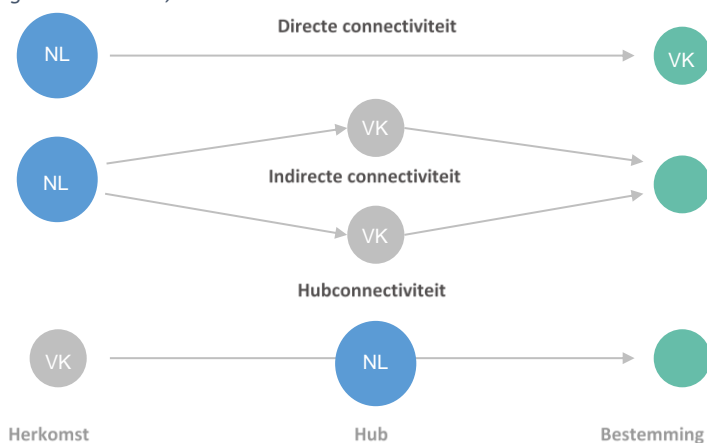 Directe connectiviteit
NL
VK
VK
NL
Indirecte connectiviteit
VK
Hubconnectiviteit
VK
NL
Herkomst
Hub
Bestemming